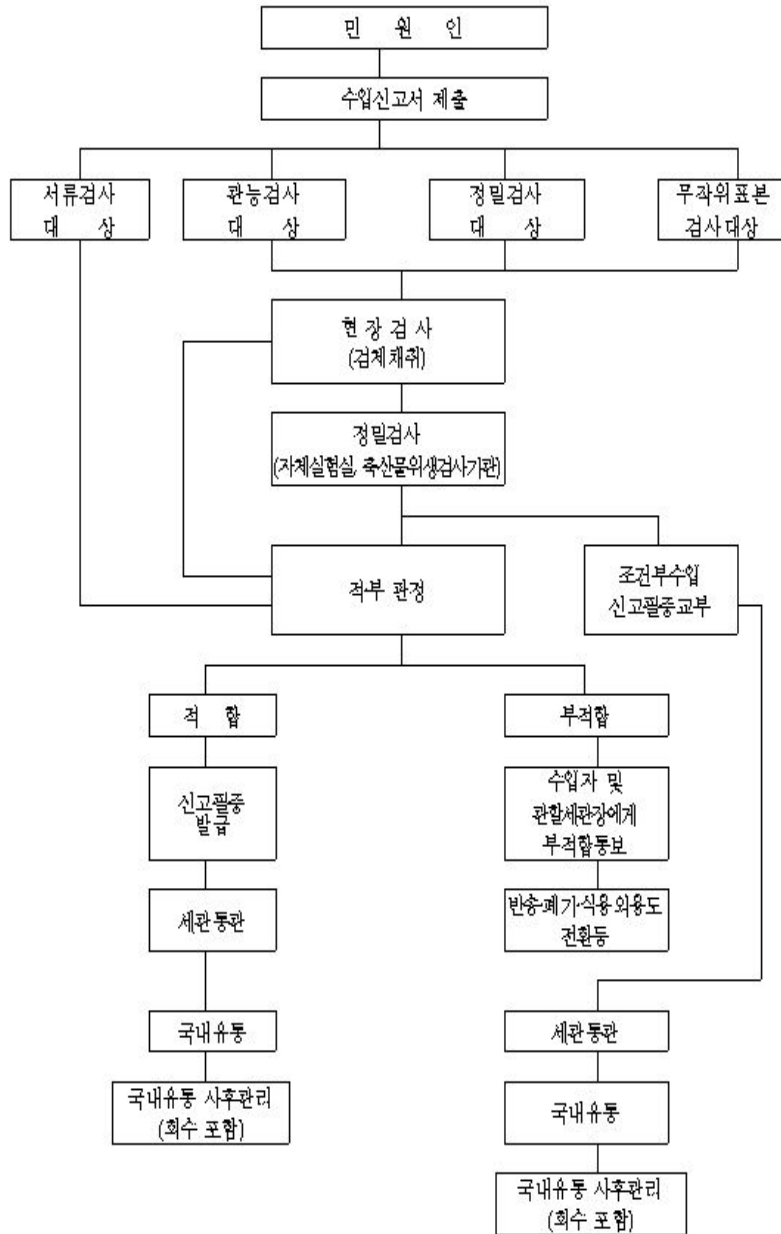 민 원 인
수입신고서 제출
서류검사
대 상
관능검사
대 상
정밀검사
대 상
무작위표본
검사대상
현 장 검 사
(검체채취)
정밀검사
(자체실험실, 축산물위생검사기관)
적·부 판정
조건부수입
신고필증교부
적 합
부적합
신고필증
발급
수입자 및
관할세관장에게
부적합통보
세관통관
반송·폐기·식용외용도
전환등
국내유통
세관통관
국내유통 사후관리
(회수 포함)
국내유통
국내유통 사후관리
(회수 포함)